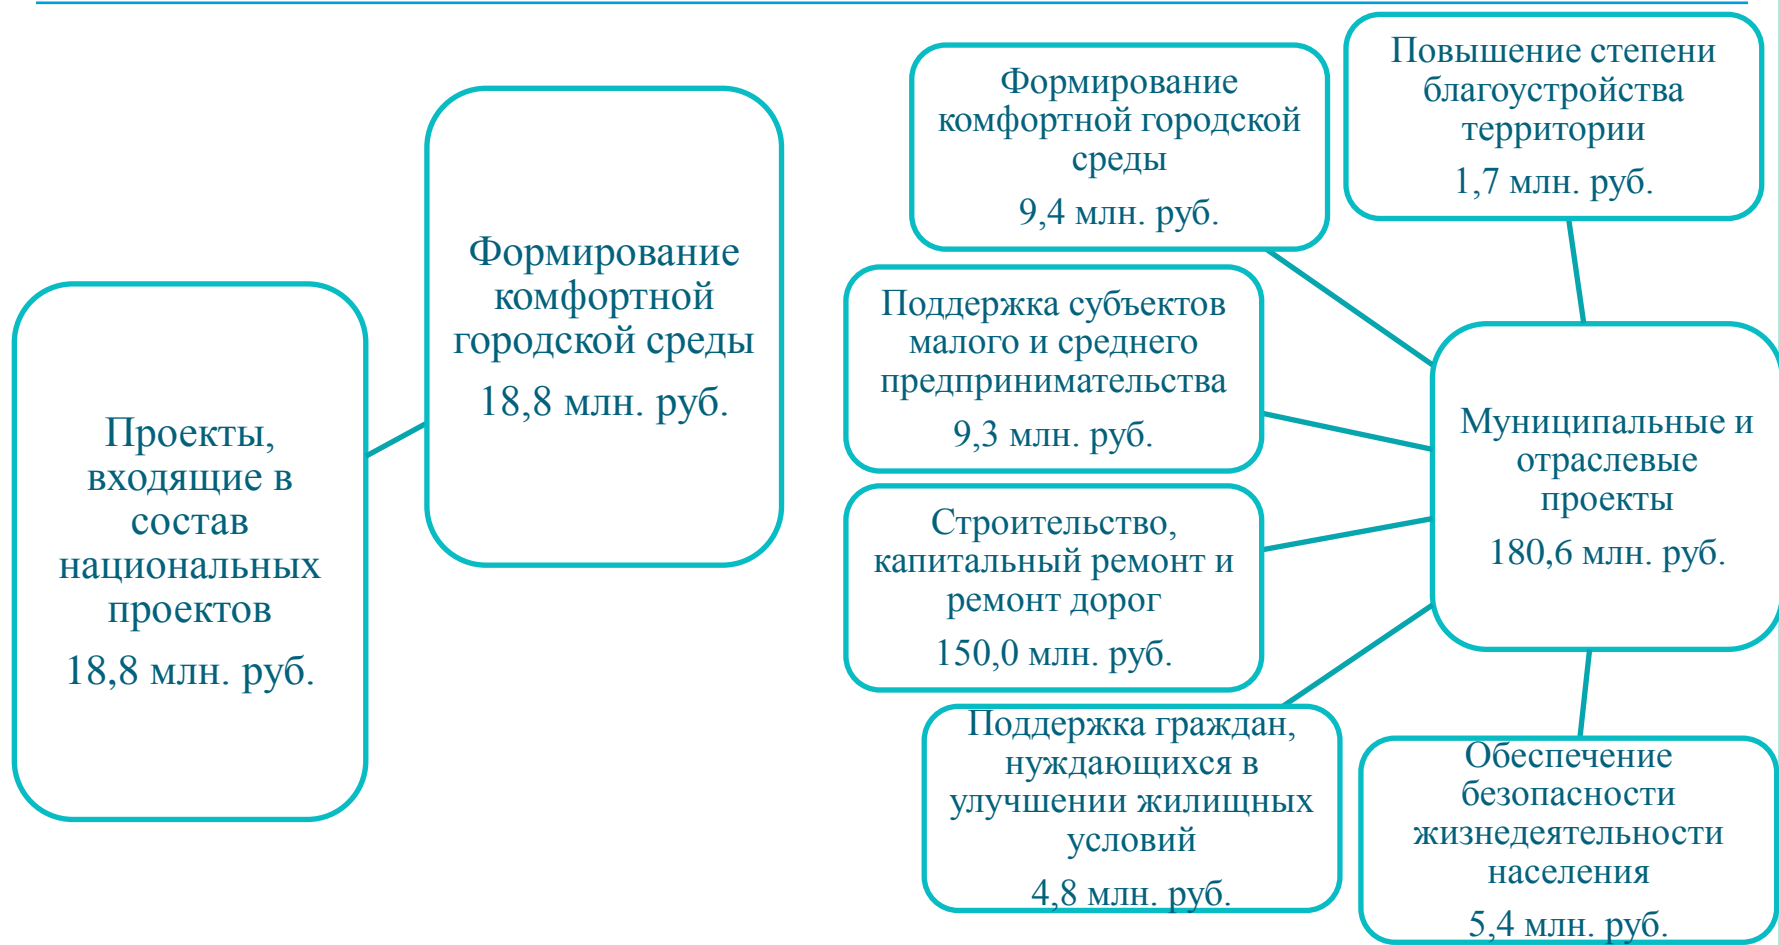 Проекты,
входящие в
состав
национальных
проектов
18,8 млн. руб.
Формирование
комфортной
городской среды
18,8 млн. руб.
Формирование
комфортной городской
среды
9,4 млн. руб.
Повышение степени
благоустройства
территории
1,7 млн. руб.
Поддержка субъектов
малого и среднего
предпринимательства
9,3 млн. руб.
Муниципальные и
отраслевые
проекты
180,6 млн. руб.
Строительство,
капитальный ремонт и
ремонт дорог
150,0 млн. руб.
Поддержка граждан,
нуждающихся в
улучшении жилищных
условий
4,8 млн. руб.
Обеспечение
безопасности
жизнедеятельности
населения
5,4 млн. руб.